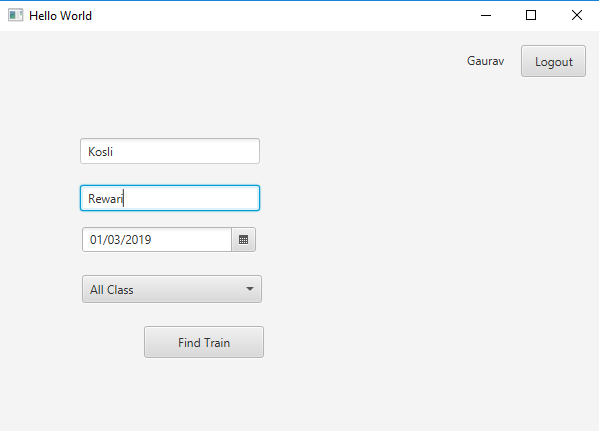 Hello World
Gaurav Logout
Kosli
Rewari
01/03/2019
All Class
Find Train